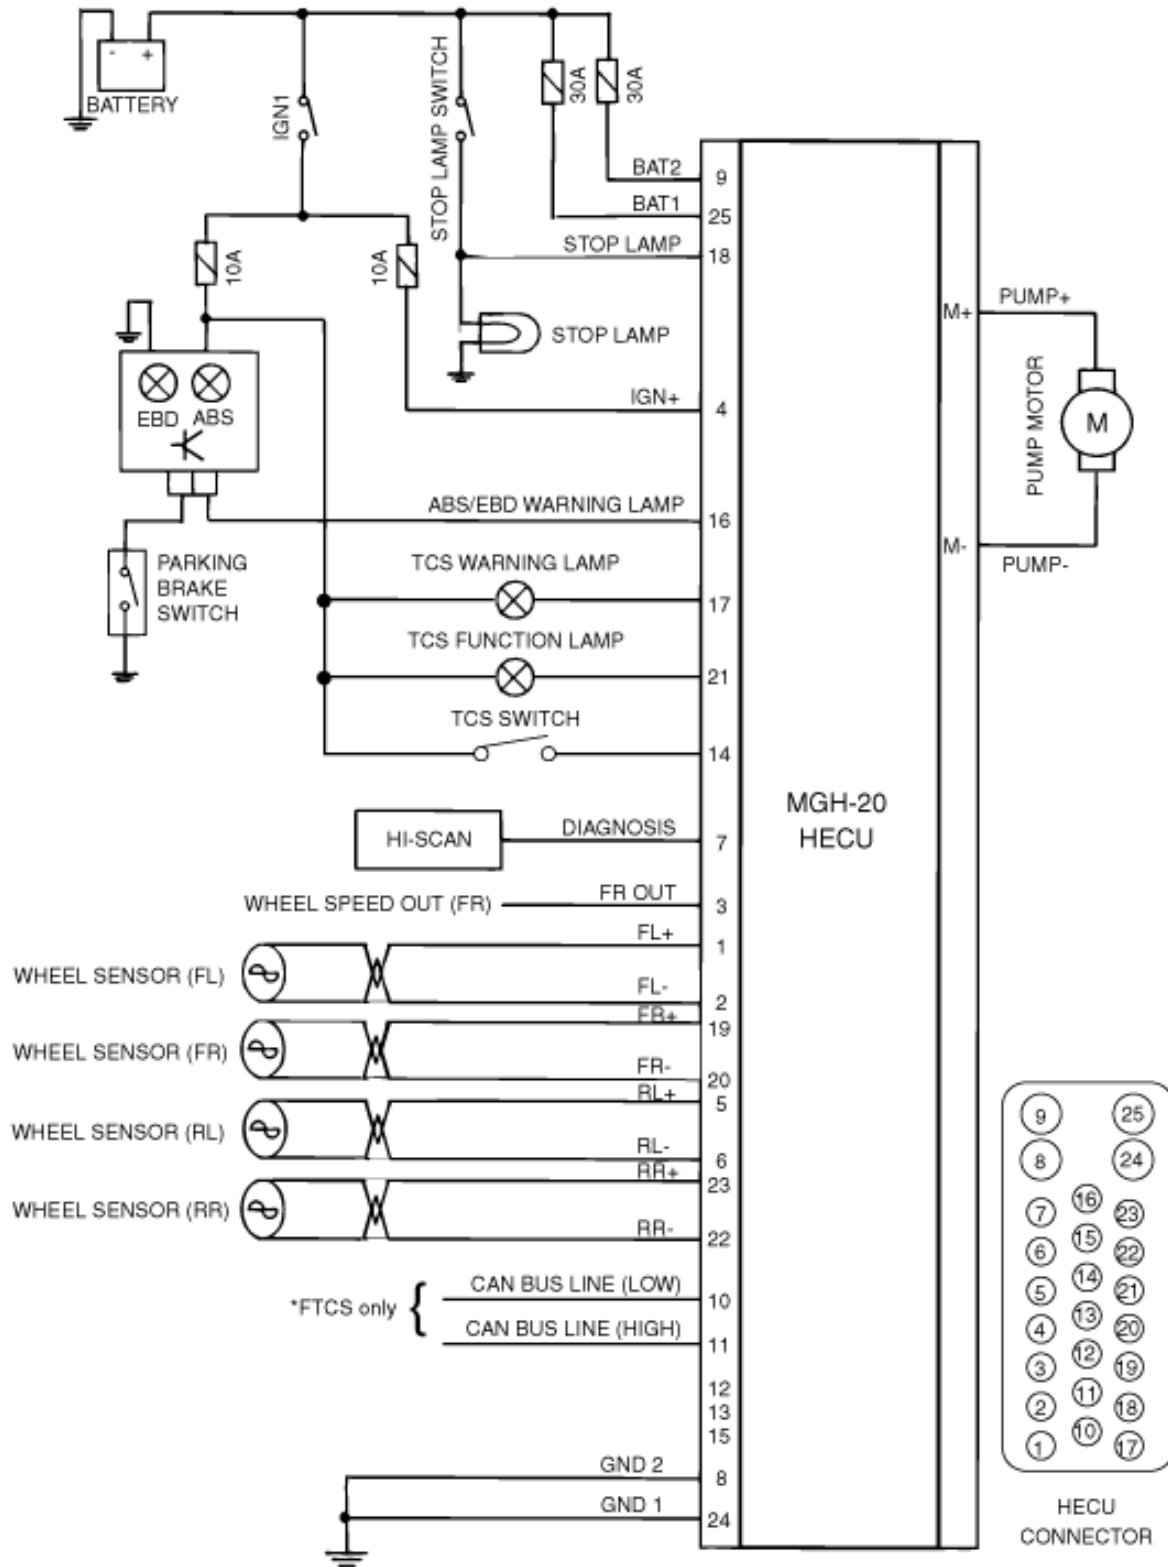 - +
BATTERY
IGN1
STOP LAMP SWITCH
30A
30A
BAT2
9
BAT1
25
STOP LAMP
18
10A
10A
STOP LAMP
M+
PUMP+
IGN+
4
EBD
ABS
PUMP MOTOR
M
ABS/EBD WARNING LAMP
16
M-
PUMP-
PARKING
BRAKE
SWITCH
TCS WARNING LAMP
17
TCS FUNCTION LAMP
21
TCS SWITCH
14
MGH-20
HECU
HI-SCAN
DIAGNOSIS
7
WHEEL SPEED OUT (FR)
FR OUT
3
WHEEL SENSOR (FL)
FL+
1
FL-
2
WHEEL SENSOR (FR)
FR+
19
FR-
20
WHEEL SENSOR (RL)
RL+
5
RL-
6
WHEEL SENSOR (RR)
RR+
23
RR-
22
*FTCS only
CAN BUS LINE (LOW)
10
CAN BUS LINE (HIGH)
11
12
13
15
GND 2
8
GND 1
24
9
25
8
24
16
7
23
15
6
22
14
5
21
13
4
20
12
3
19
11
2
18
10
1
17
HECU
CONNECTOR